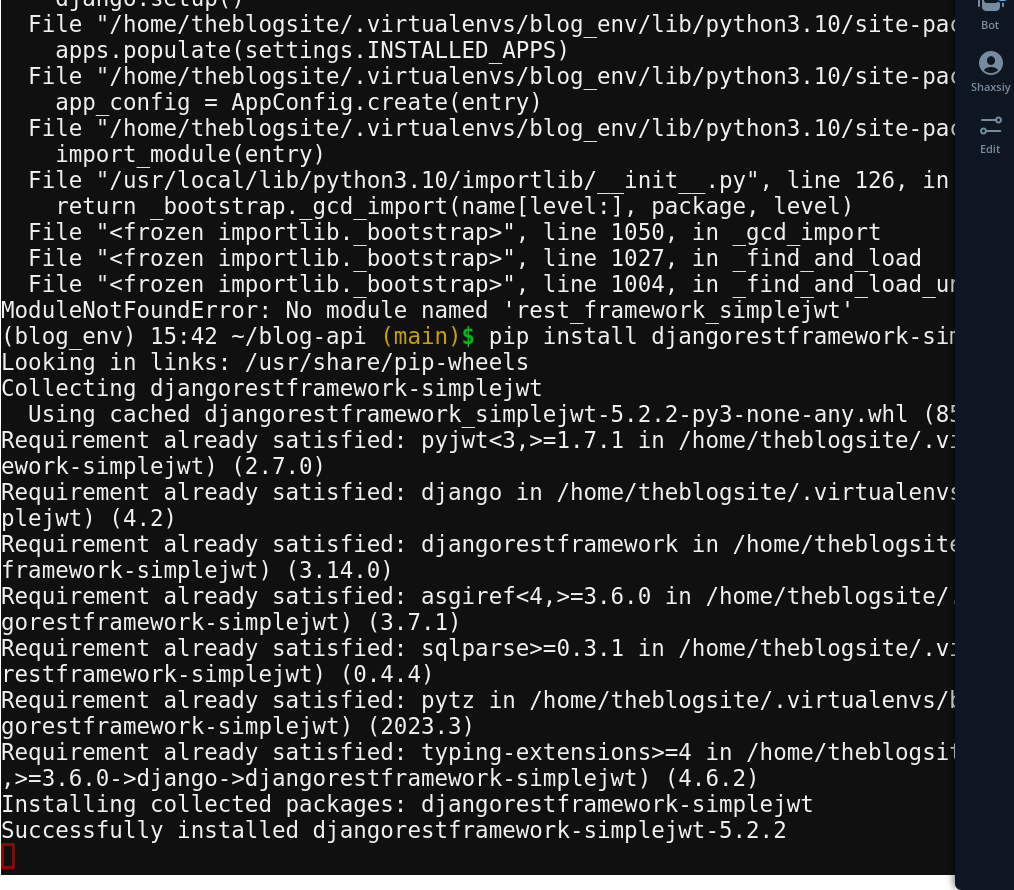 django.setup()
File "/home/theblogsite/.virtualenvs/blog_env/lib/python3.10/site-pac
apps.populate(settings.INSTALLED_APPS)
File "/home/theblogsite/.virtualenvs/blog_env/lib/python3.10/site-pac
app_config = AppConfig.create(entry)
File "/home/theblogsite/.virtualenvs/blog_env/lib/python3.10/site-pac
import_module(entry)
File "/usr/local/lib/python3.10/importlib/__init__.py", line 126, in
return _bootstrap._gcd_import(name[level:], package, level)
File "<frozen importlib._bootstrap>", line 1050, in _gcd_import
File "<frozen importlib._bootstrap>", line 1027, in _find_and_load
File "<frozen importlib._bootstrap>", line 1004, in _find_and_load_un
ModuleNotFoundError: No module named 'rest_framework_simplejwt'
(blog_env) 15:42 ~/blog-api (main)$ pip install djangorestframework-sim
Looking in links: /usr/share/pip-wheels
Collecting djangorestframework-simplejwt
Using cached djangorestframework_simplejwt-5.2.2-py3-none-any.whl (85
Requirement already satisfied: pyjwt<3,>=1.7.1 in /home/theblogsite/.vi
ework-simplejwt) (2.7.0)
Requirement already satisfied: django in /home/theblogsite/.virtualenvs
plejwt) (4.2)
Requirement already satisfied: djangorestframework in /home/theblogsite
framework-simplejwt) (3.14.0)
Requirement already satisfied: asgiref<4,>=3.6.0 in /home/theblogsite/.
gorestframework-simplejwt) (3.7.1)
Requirement already satisfied: sqlparse>=0.3.1 in /home/theblogsite/.vi
restframework-simplejwt) (0.4.4)
Requirement already satisfied: pytz in /home/theblogsite/.virtualenvs/b
gorestframework-simplejwt) (2023.3)
Requirement already satisfied: typing-extensions>=4 in /home/theblogsit
,>=3.6.0->django->djangorestframework-simplejwt) (4.6.2)
Installing collected packages: djangorestframework-simplejwt
Successfully installed djangorestframework-simplejwt-5.2.2
Bot
Shaxsiy
Edit